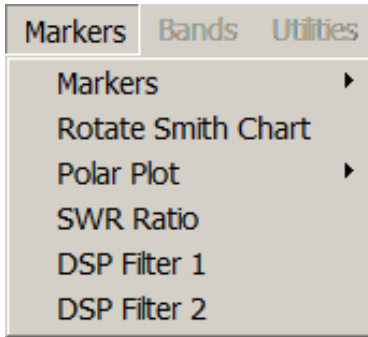 Markers Bands Utilities
Markers
Rotate Smith Chart
Polar Plot
SWR Ratio
DSP Filter 1
DSP Filter 2